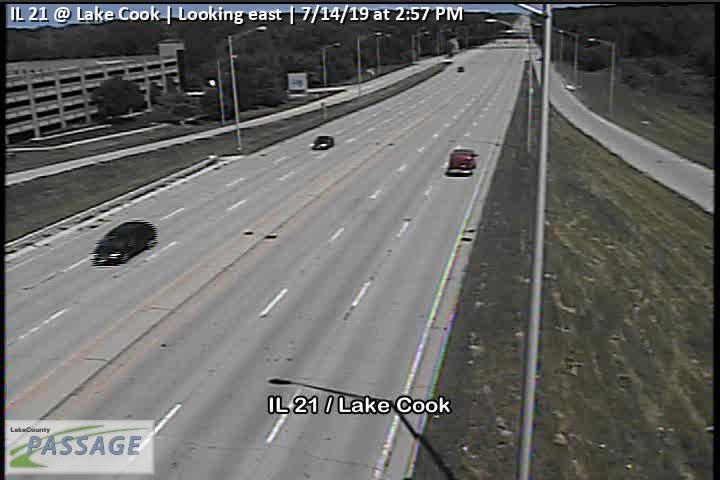 IL 21 @ Lake Cook | Looking east | 7/14/19 at 2:57 PM
IL 21 / Lake Cook
LakeCounty
PASSAGE